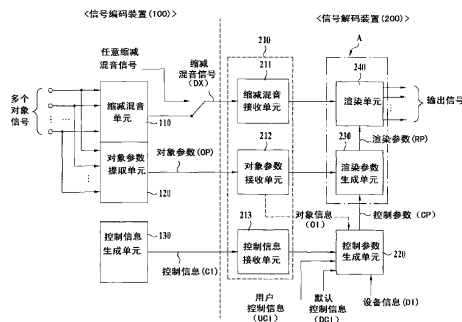 <信号编码装置(100)>
<信号解码装置(200)>
任意缩减
混音信号
缩减
混音信号
(DX)
多个
对象
信号
缩减混音
单元
110
对象参数
提取单元
120
对象参数(OP)
控制信息
生成单元
130
控制信息(CI)
210
211
缩减混音
接收单元
212
对象参数
接收单元
对象信息
(OI)
213
控制信息
接收单元
A
240
渲染单元
输出信号
渲染参数(RP)
230
渲染参数
生成单元
控制参数(CP)
控制参数
生成单元
220
用户
控制信息
(UCI)
默认
控制信息
(DCI)
设备信息(DI)